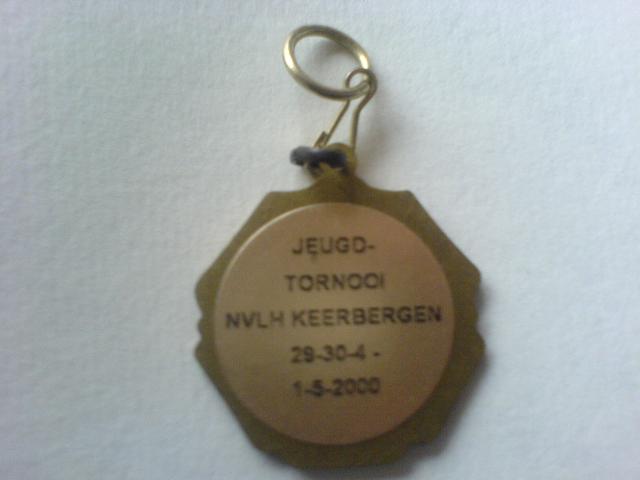 JEUGD-
TORNOOI
NVLH KEERBERGEN
29-30-4 -
1-5-2000